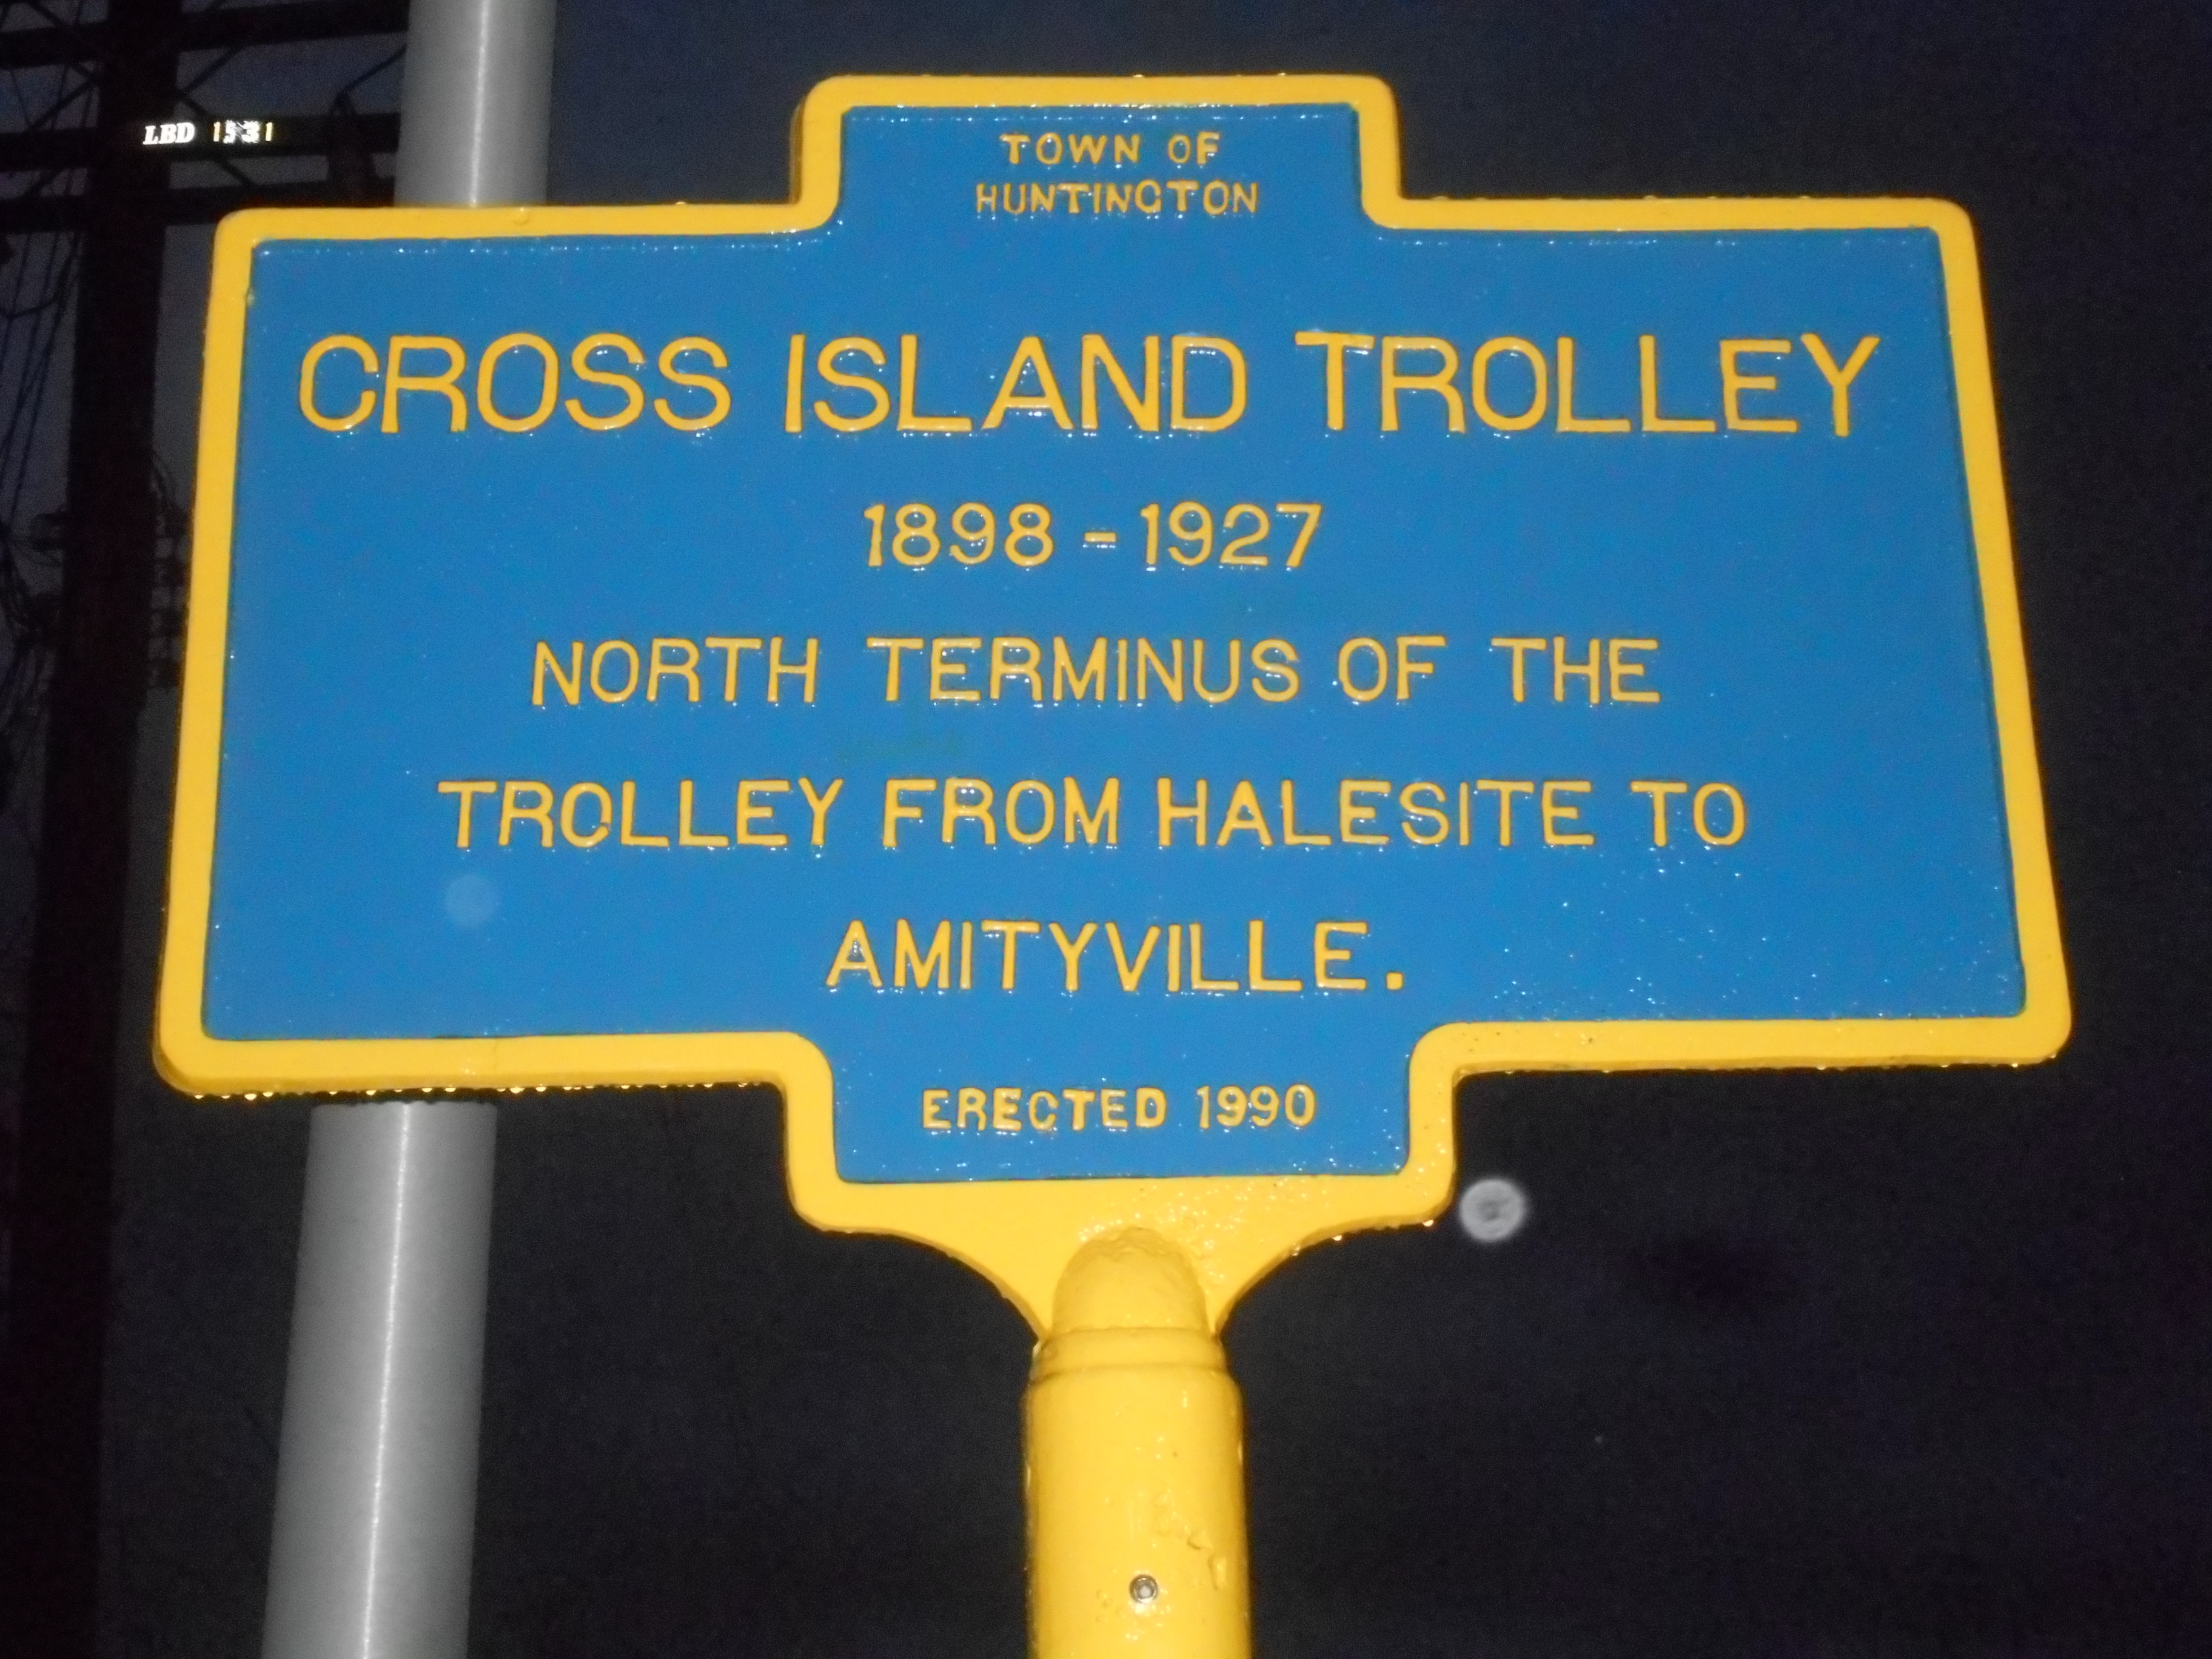 TOWN OF
HUNTINGTON
CROSS ISLAND TROLLEY
1898 - 1927
NORTH TERMINUS OF THE
TROLLEY FROM HALESITE TO
AMITYVILLE.
ERECTED 1990
LBD